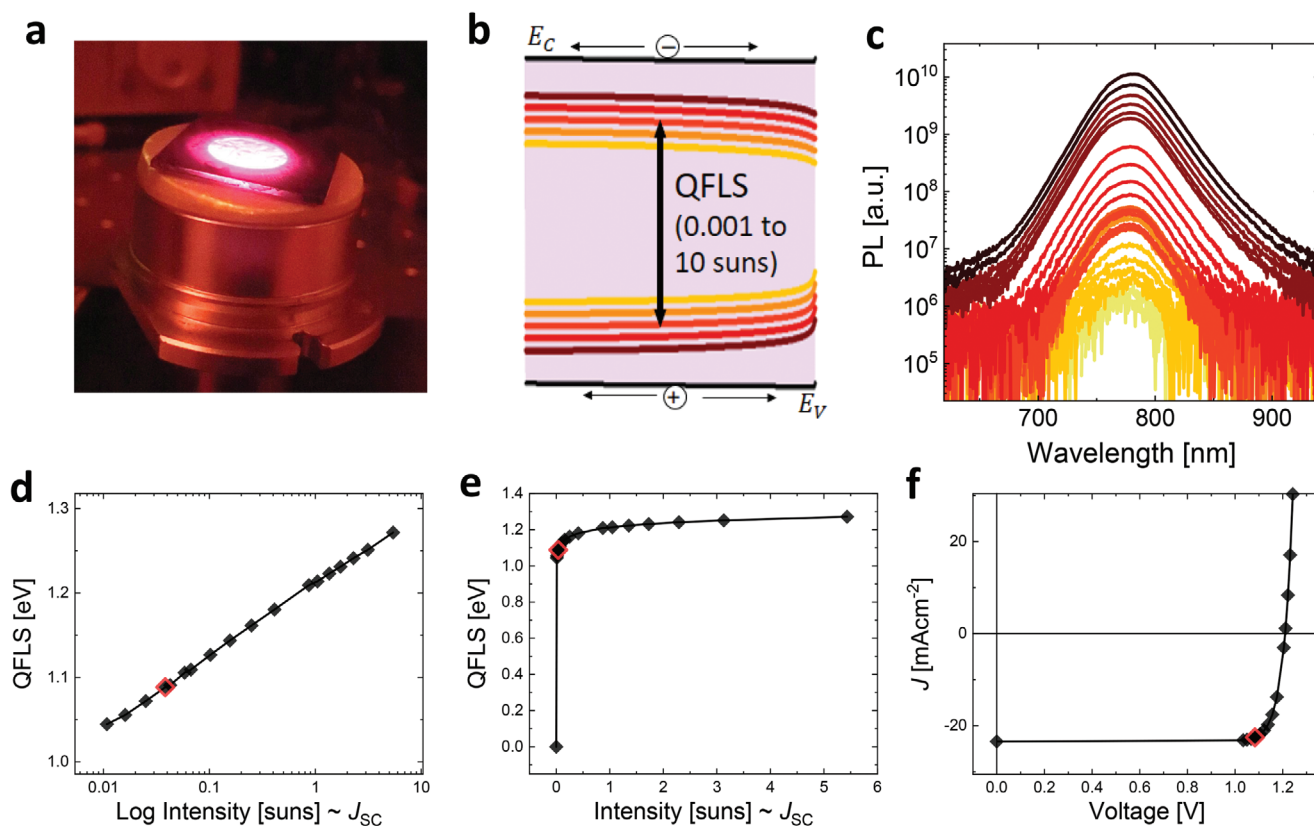 a
b
E_C
−
QFLS
(0.001 to
10 suns)
+
E_V
c
PL [a.u.]
10^10
10^9
10^8
10^7
10^6
10^5
700
800
900
Wavelength [nm]
d
QFLS [eV]
1.3
1.2
1.1
1.0
0.01
0.1
1
10
Log Intensity [suns] ~ J_SC
e
QFLS [eV]
1.4
1.2
1.0
0.8
0.6
0.4
0.2
0.0
0
1
2
3
4
5
6
Intensity [suns] ~ J_SC
f
J [mAcm^-2]
20
0
-20
0.0
0.2
0.4
0.6
0.8
1.0
1.2
Voltage [V]